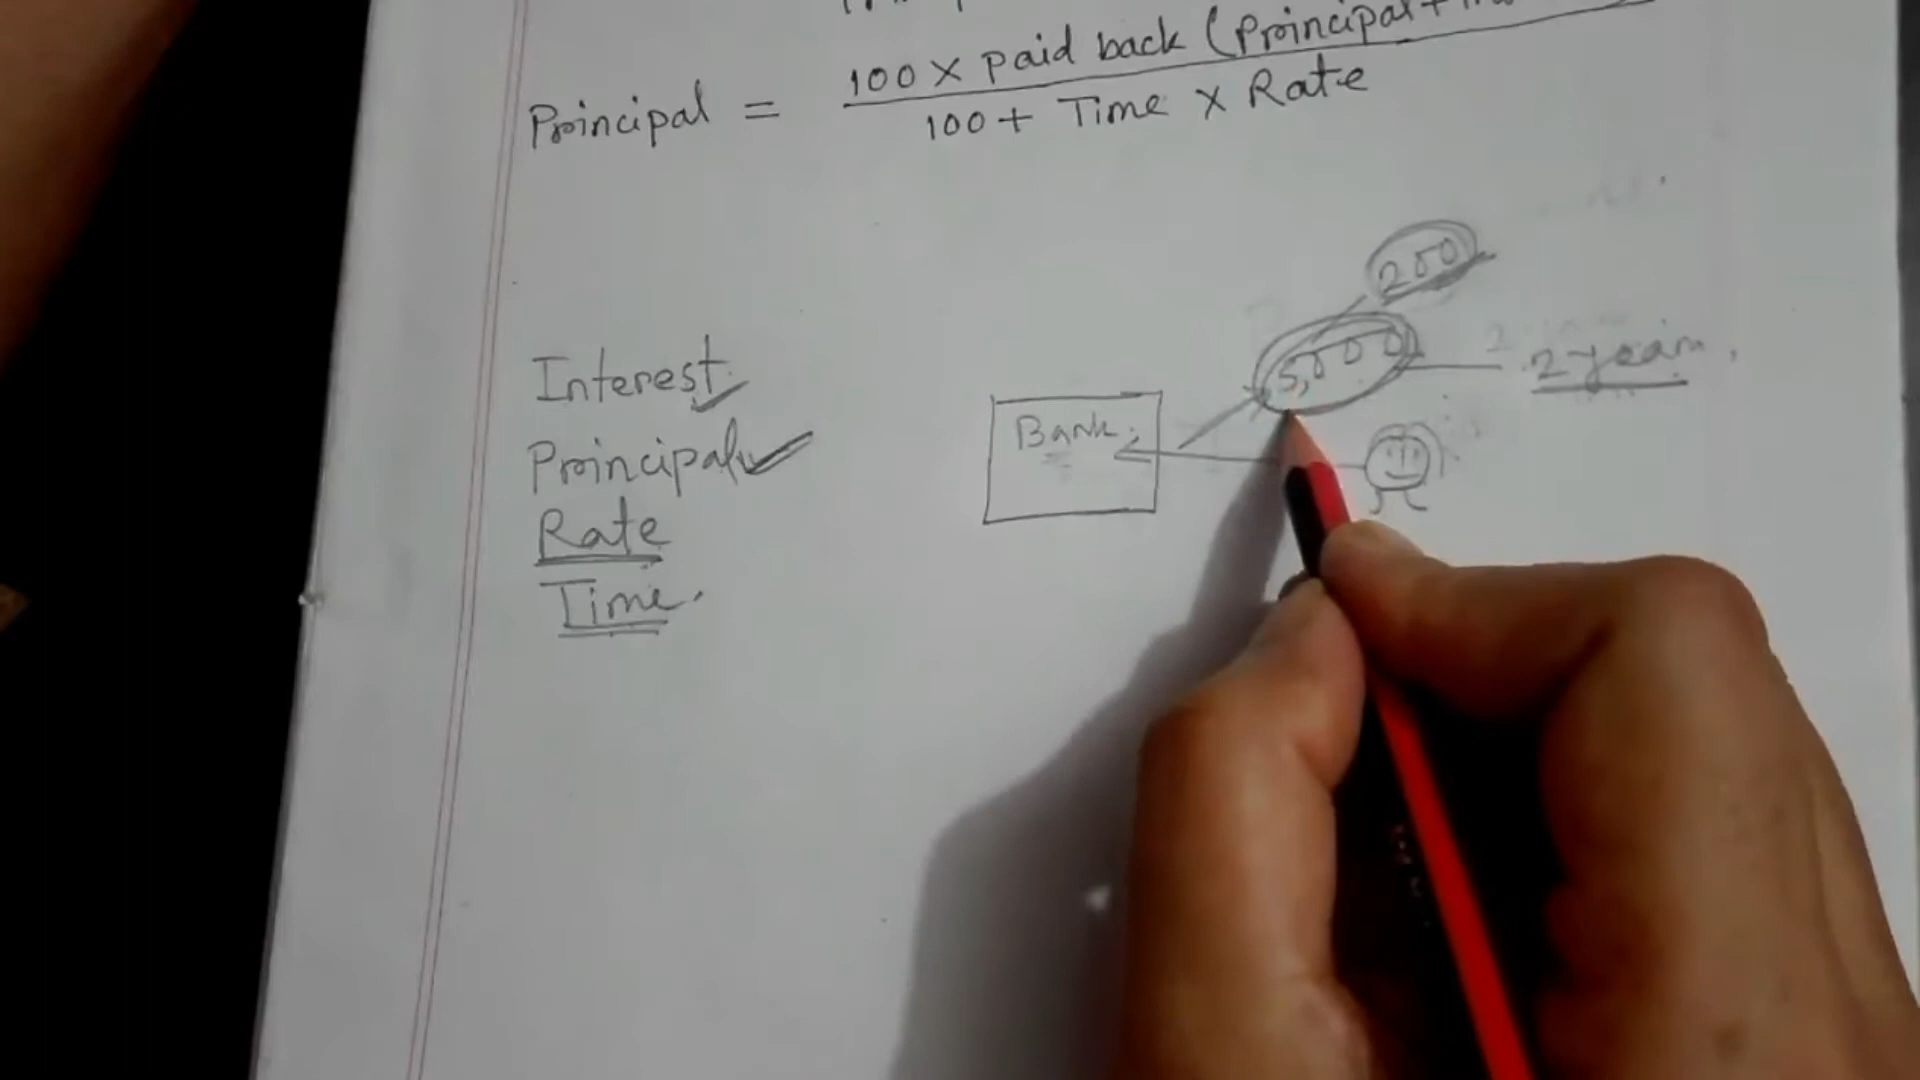 100 × Paid back (Principal +
Principal =
100 + Time × Rate
200
5,000
2 years.
Interest
Bank.
Principal
Rate
Time.